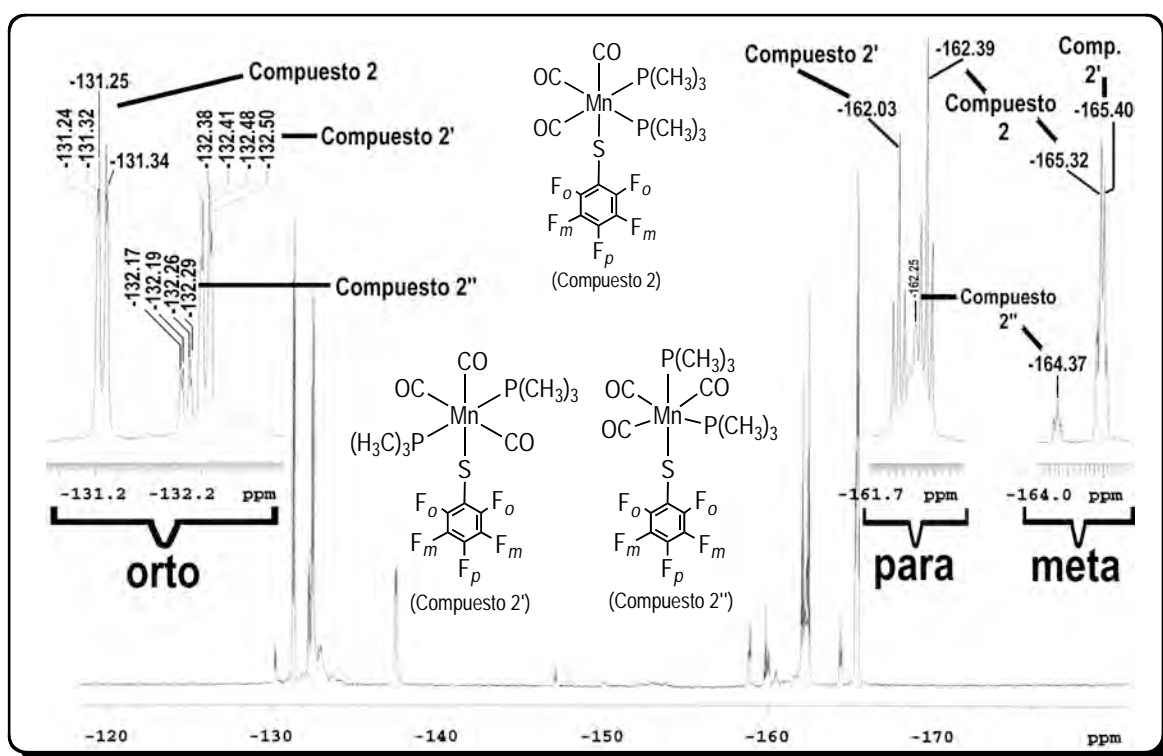 -131.25
Compuesto 2
-131.24
-131.32
-131.34
-132.38
-132.41
-132.48
-132.50
Compuesto 2'
-132.17
-132.19
-132.26
-132.29
Compuesto 2"
CO
OC
P(CH3)3
Mn
OC
P(CH3)3
S
Fo
Fo
Fm
Fm
Fp
(Compuesto 2)
Compuesto 2'
-162.03
-162.39
Compuesto
2
-165.32
Comp.
2'
-165.40
-162.25
Compuesto
2"
-164.37
CO
OC
P(CH3)3
Mn
(H3C)3P
CO
S
Fo
Fo
Fm
Fm
Fp
(Compuesto 2')
P(CH3)3
OC
CO
Mn
OC
P(CH3)3
S
Fo
Fo
Fm
Fm
Fp
(Compuesto 2'')
-131.2 -132.2 ppm
orto
-161.7 ppm
para
-164.0 ppm
meta
-120 -130 -140 -150 -160 -170 ppm